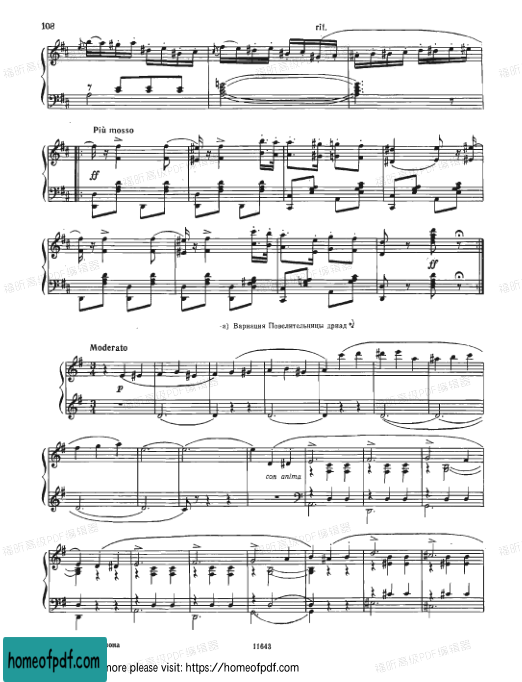 108
rit.
Più mosso
ff
ff
а) Вариация Повелительницы дриад
Moderato
p
con anima
11643
homeofpdf.com
more please visit: https://homeofpdf.com